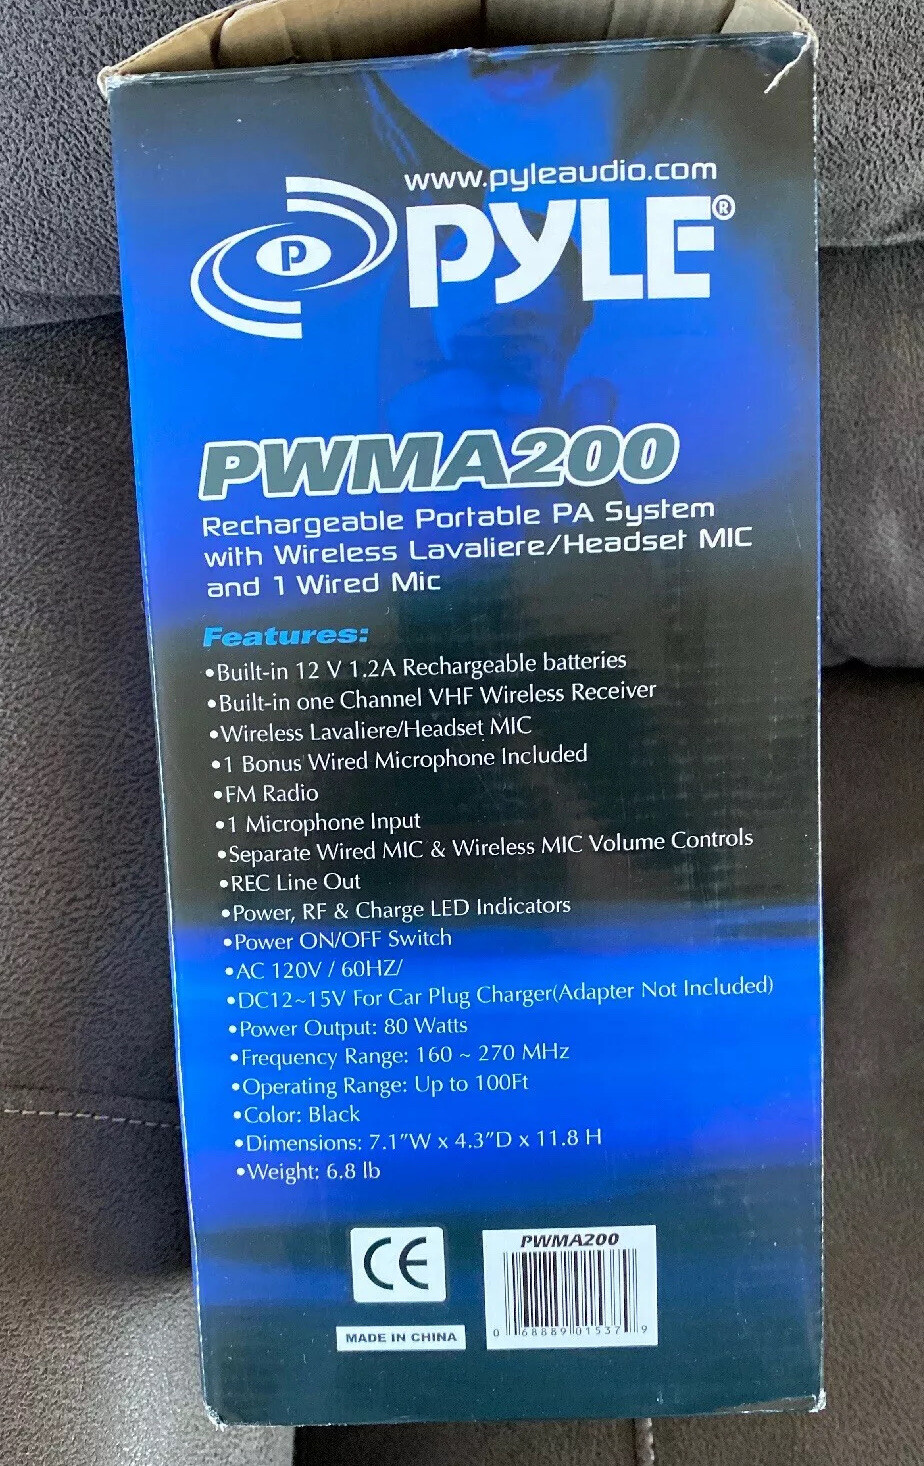 www.pyleaudio.com
P PYLE®
PWMA200
Rechargeable Portable PA System
with Wireless Lavaliere/Headset MIC
and 1 Wired Mic
Features:
•Built-in 12 V 1.2A Rechargeable batteries
•Built-in one Channel VHF Wireless Receiver
•Wireless Lavaliere/Headset MIC
•1 Bonus Wired Microphone Included
•FM Radio
•1 Microphone Input
•Separate Wired MIC & Wireless MIC Volume Controls
•REC Line Out
•Power, RF & Charge LED Indicators
•Power ON/OFF Switch
•AC 120V / 60HZ/
•DC12~15V For Car Plug Charger(Adapter Not Included)
•Power Output: 80 Watts
•Frequency Range: 160 ~ 270 MHz
•Operating Range: Up to 100Ft
•Color: Black
•Dimensions: 7.1"W x 4.3"D x 11.8 H
•Weight: 6.8 lb
CE
PWMA200
0 68889 01537 9
MADE IN CHINA